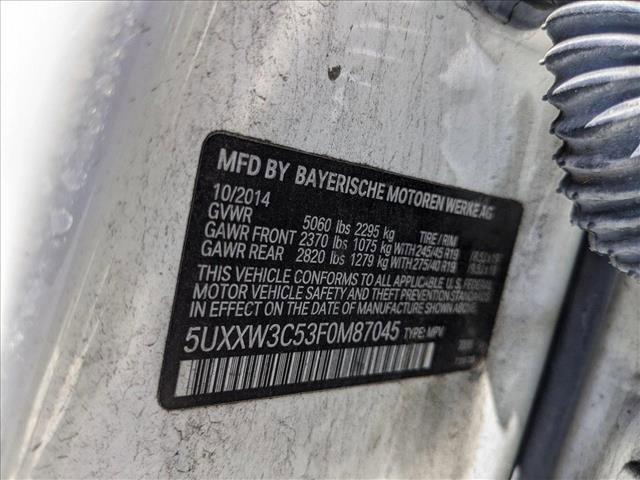 MFD BY BAYERISCHE MOTOREN WERKE AG
10/2014
GVWR 5060 lbs 2295 kg TIRE / RIM
GAWR FRONT 2370 lbs 1075 kg WITH 245/45 R19
GAWR REAR 2820 lbs 1279 kg WITH 275/40 R19
THIS VEHICLE CONFORMS TO ALL APPLICABLE U.S. FEDERAL
MOTOR VEHICLE SAFETY AND THEFT PREVENTION STANDARDS
IN EFFECT ON THE DATE OF MANUFACTURE SHOWN ABOVE.
5UXXW3C53F0M87045 TYPE: MPV